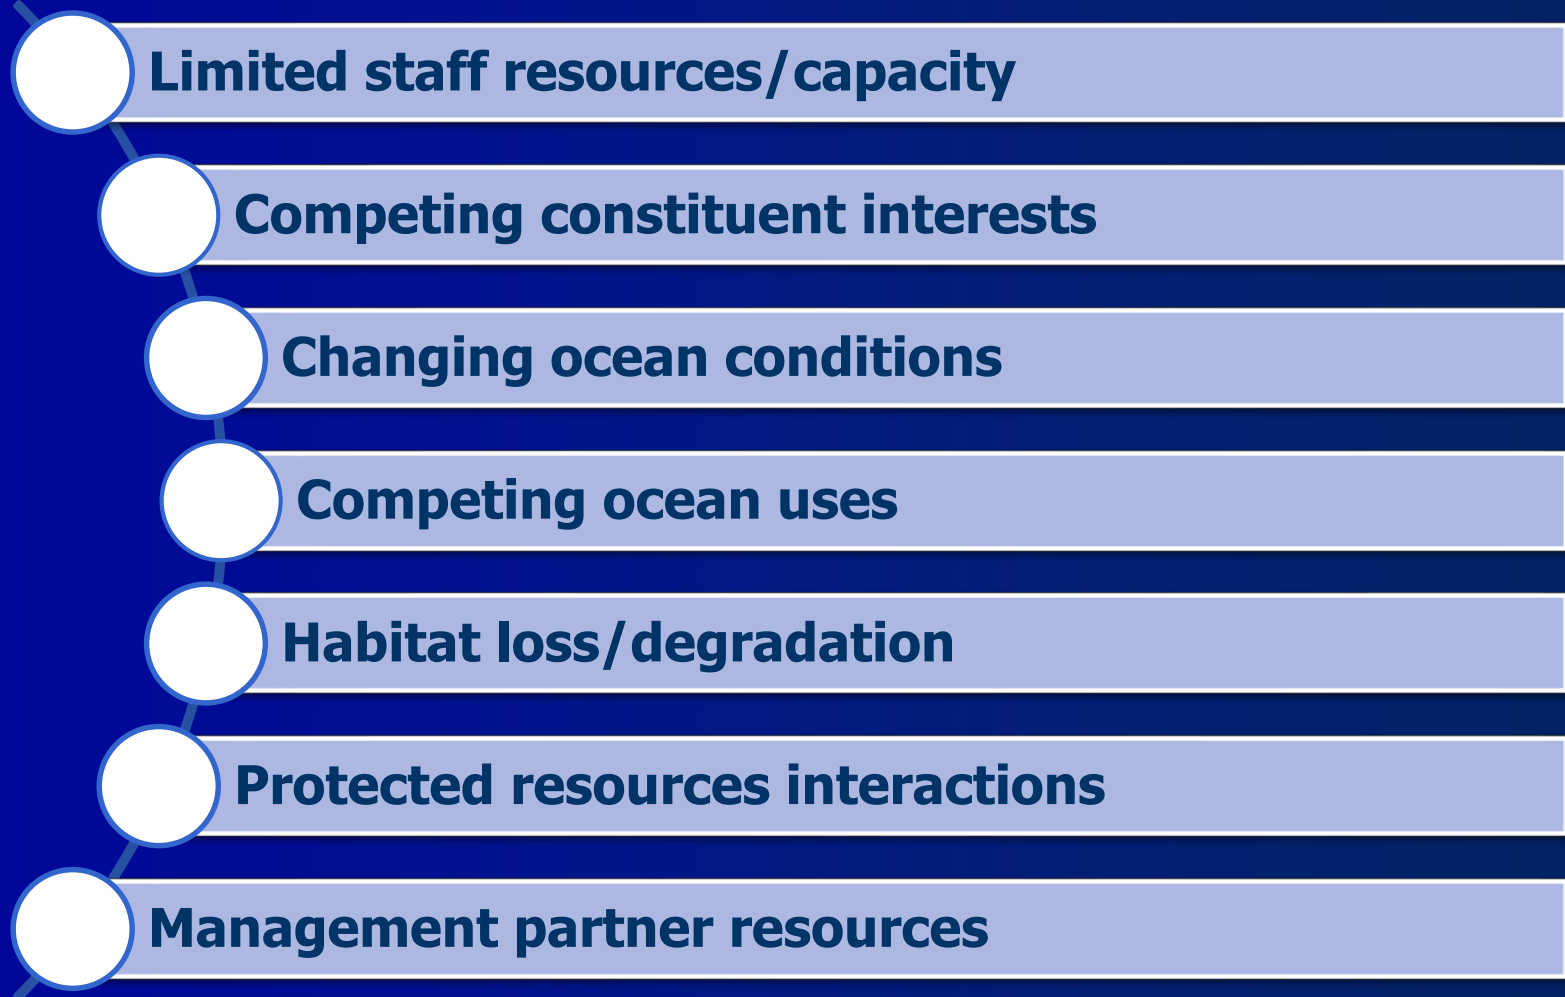 Limited staff resources/capacity
Competing constituent interests
Changing ocean conditions
Competing ocean uses
Habitat loss/degradation
Protected resources interactions
Management partner resources